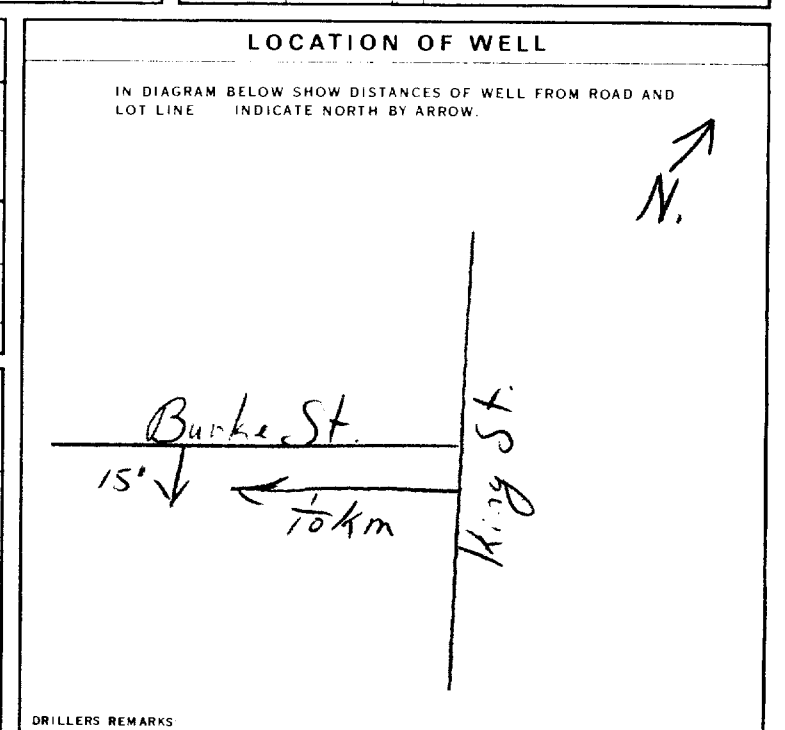 LOCATION OF WELL
IN DIAGRAM BELOW SHOW DISTANCES OF WELL FROM ROAD AND
LOT LINE INDICATE NORTH BY ARROW.
N.
Burke St.
King St.
15'
1/10 Km
DRILLERS REMARKS